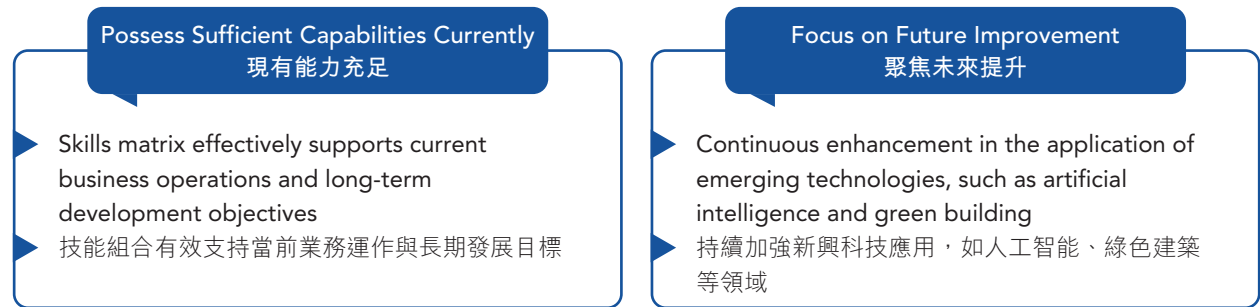 Possess Sufficient Capabilities Currently
現有能力充足
Skills matrix effectively supports current
business operations and long-term
development objectives
技能組合有效支持當前業務運作與長期發展目標
Focus on Future Improvement
聚焦未來提升
Continuous enhancement in the application of
emerging technologies, such as artificial
intelligence and green building
持續加強新興科技應用，如人工智能、綠色建築
等領域